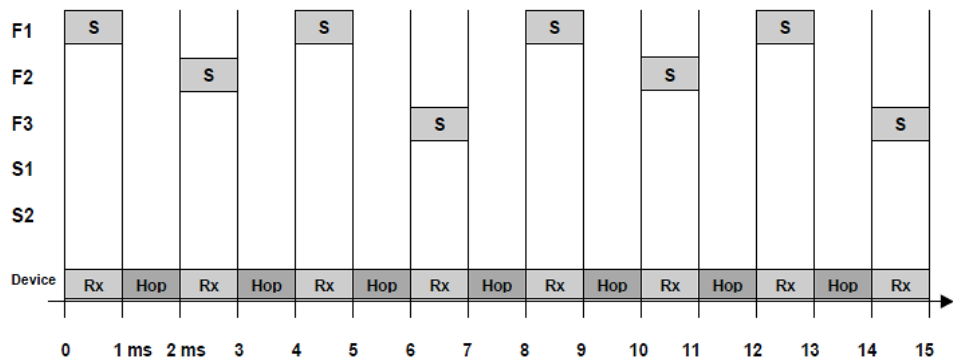 F1 S S S S
F2 S S
F3 S S
S1
S2
Device Rx Hop Rx Hop Rx Hop Rx Hop Rx Hop Rx Hop Rx Hop Rx
0 1 ms 2 ms 3 4 5 6 7 8 9 10 11 12 13 14 15